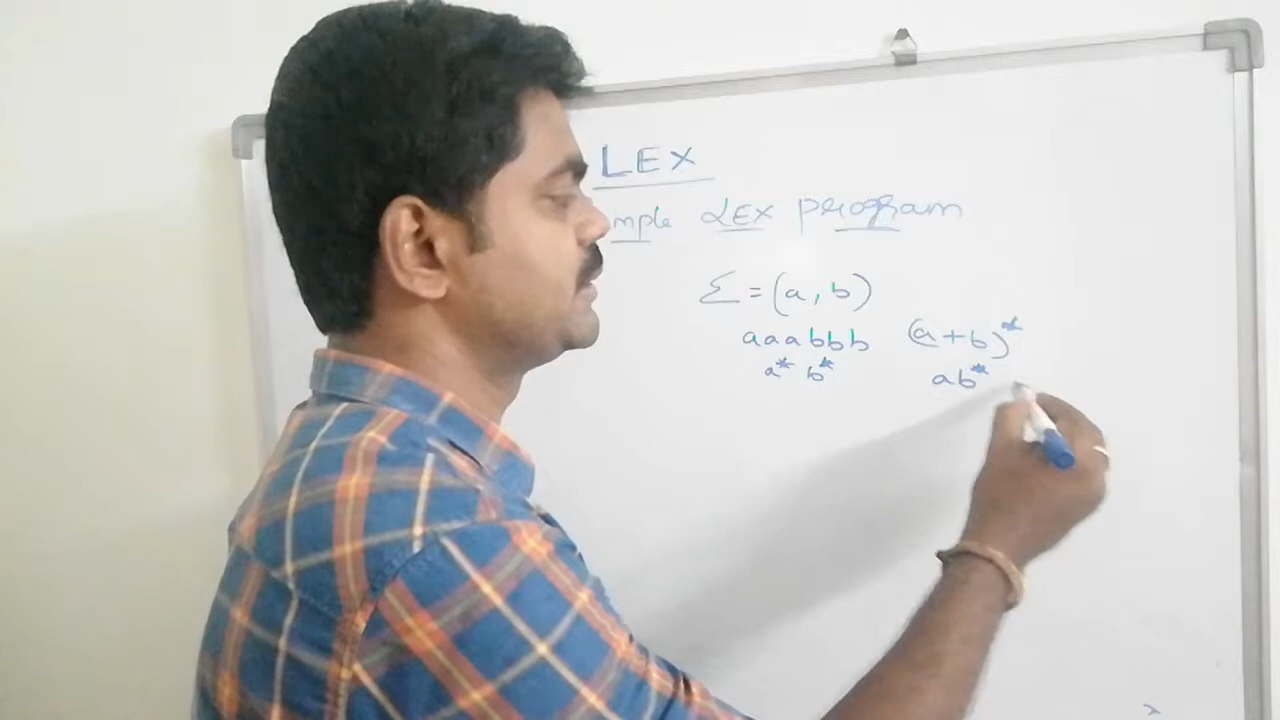 LEX
mple LEX program
Σ = (a, b)
aaabbb (a+b)*
a* b* ab*